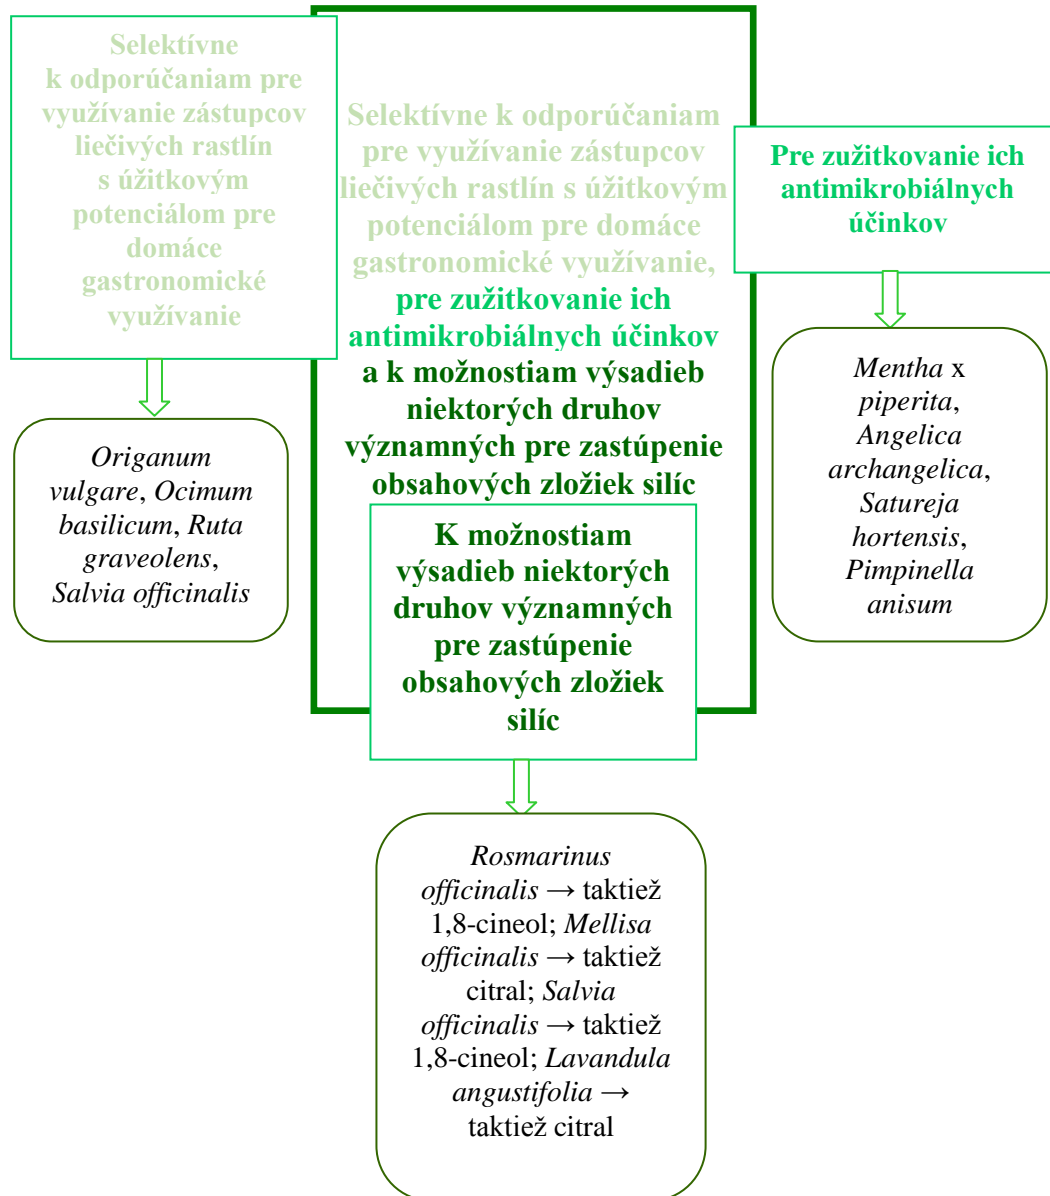 Selektívne
k odporúčaniam pre
využívanie zástupcov
liečivých rastlín
s úžitkovým
potenciálom pre
domáce
gastronomické
využívanie
Origanum
vulgare, Ocimum
basilicum, Ruta
graveolens,
Salvia officinalis
Selektívne k odporúčaniam
pre využívanie zástupcov
liečivých rastlín s úžitkovým
potenciálom pre domáce
gastronomické využívanie,
pre zužitkovanie ich
antimikrobiálnych účinkov
a k možnostiam výsadieb
niektorých druhov
významných pre zastúpenie
obsahových zložiek silíc
Pre zužitkovanie ich
antimikrobiálnych
účinkov
Mentha x
piperita,
Angelica
archangelica,
Satureja
hortensis,
Pimpinella
anisum
K možnostiam
výsadieb niektorých
druhov významných
pre zastúpenie
obsahových zložiek
silíc
Rosmarinus
officinalis → taktiež
1,8-cineol; Mellisa
officinalis → taktiež
citral; Salvia
officinalis → taktiež
1,8-cineol; Lavandula
angustifolia →
taktiež citral